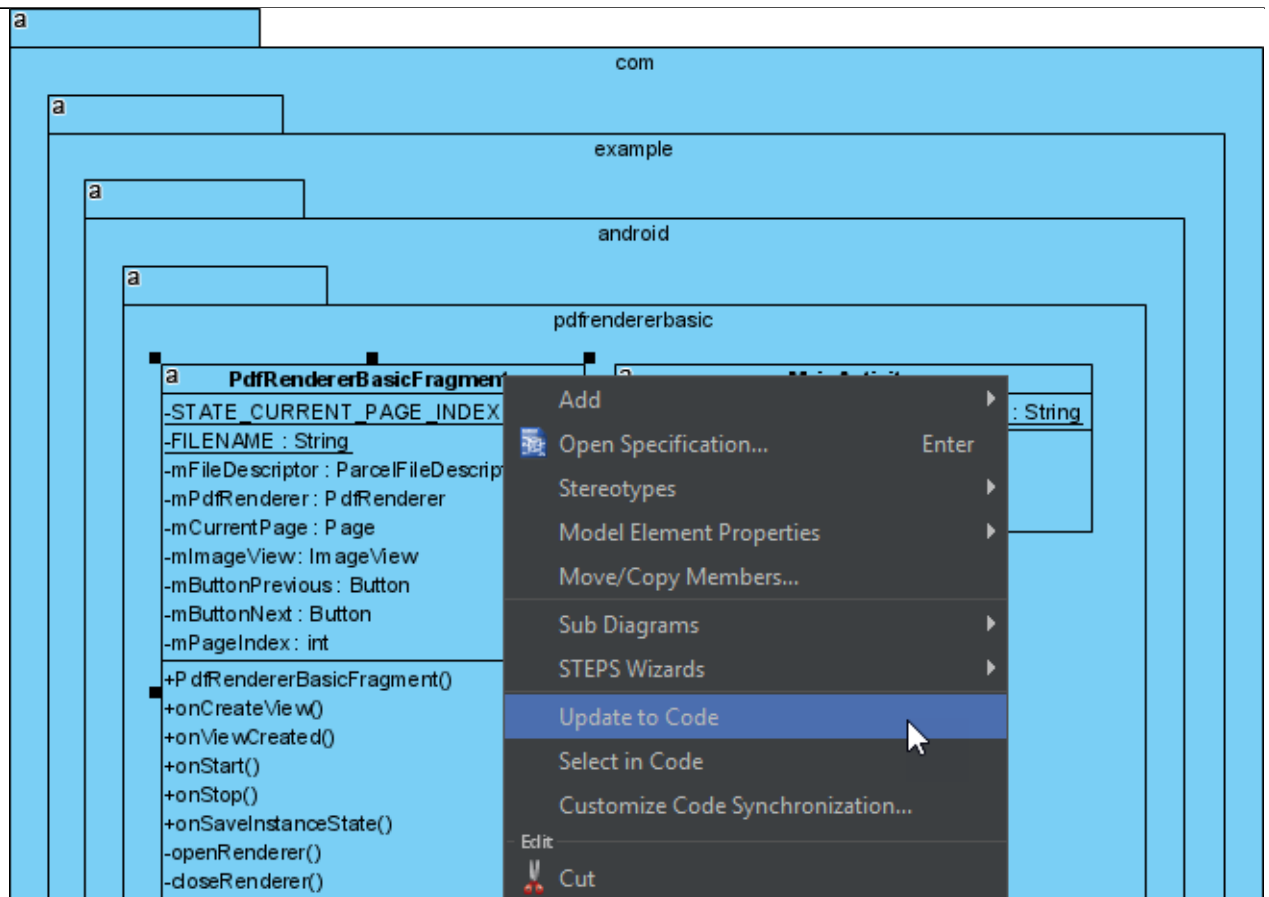 a
com
a
example
a
android
a
pdfrendererbasic
a PdfRendererBasicFragment
-STATE_CURRENT_PAGE_INDEX : String
-FILENAME : String
-mFileDescriptor : ParcelFileDescrip
-mPdfRenderer : PdfRenderer
-mCurrentPage : Page
-mImageView : ImageView
-mButtonPrevious : Button
-mButtonNext : Button
-mPageIndex : int
+PdfRendererBasicFragment()
+onCreateView()
+onViewCreated()
+onStart()
+onStop()
+onSaveInstanceState()
-openRenderer()
-closeRenderer()
Add
Open Specification... Enter
Stereotypes
Model Element Properties
Move/Copy Members...
Sub Diagrams
STEPS Wizards
Update to Code
Select in Code
Customize Code Synchronization...
Edit
Cut